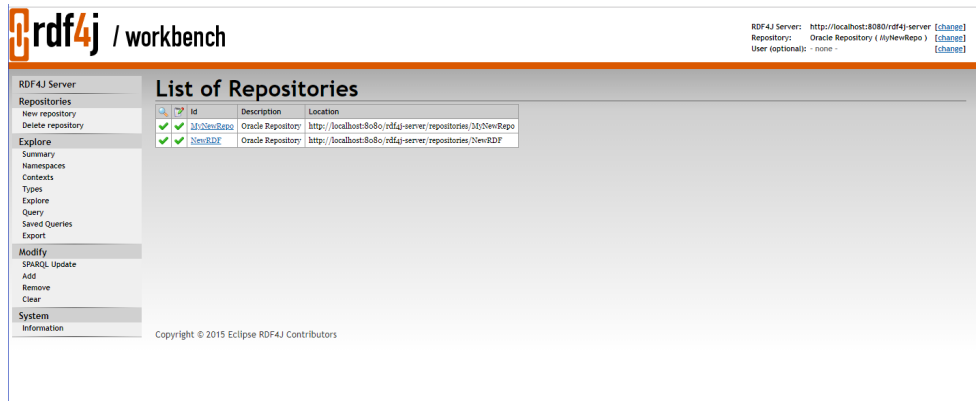 rdf4j / workbench
RDF4J Server: http://localhost:8080/rdf4j-server [change]
Repository: Oracle Repository ( MyNewRepo ) [change]
User (optional): - none - [change]
RDF4J Server
Repositories
New repository
Delete repository
Explore
Summary
Namespaces
Contexts
Types
Explore
Query
Saved Queries
Export
Modify
SPARQL Update
Add
Remove
Clear
System
Information
List of Repositories
Id Description Location
MyNewRepo Oracle Repository http://localhost:8080/rdf4j-server/repositories/MyNewRepo
NewRDF Oracle Repository http://localhost:8080/rdf4j-server/repositories/NewRDF
Copyright © 2015 Eclipse RDF4J Contributors